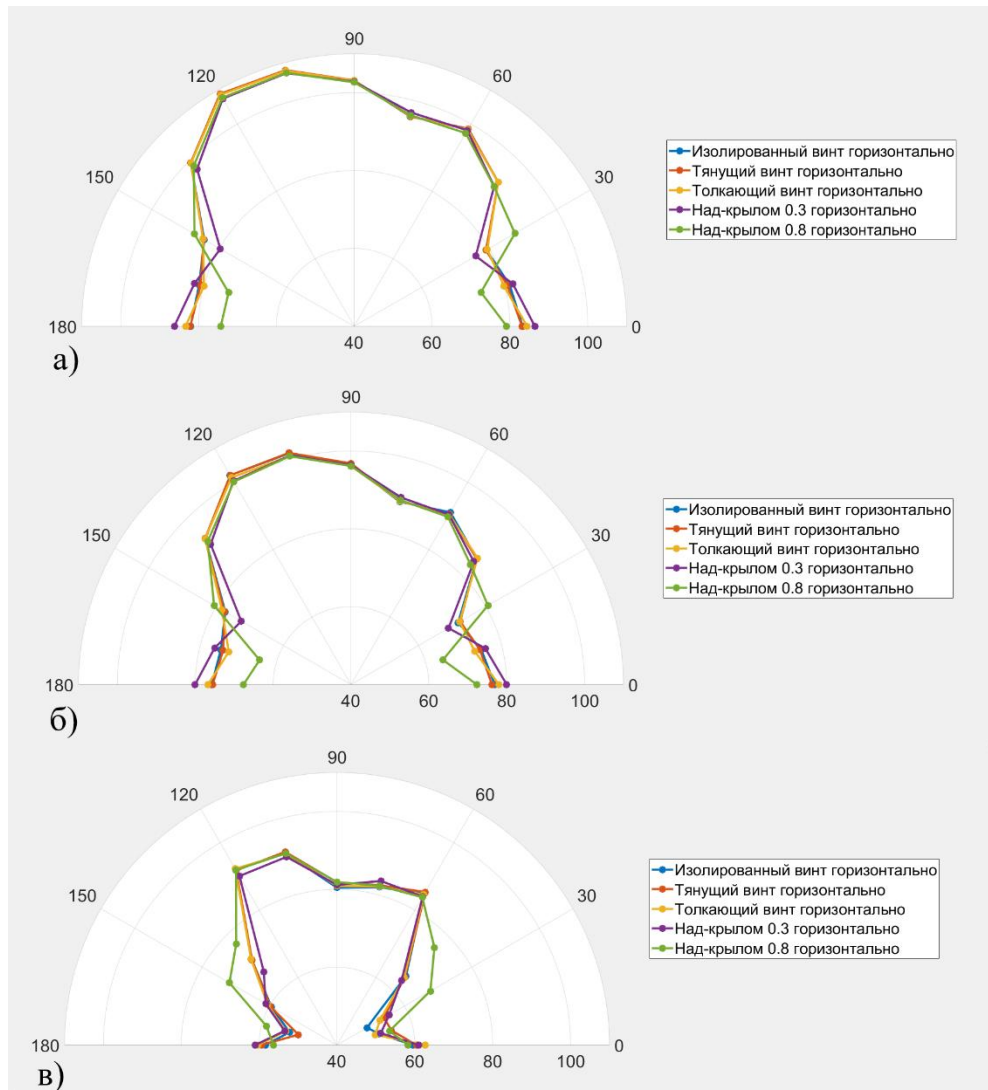 90
120
60
150
30
180
0
40
60
80
100
Изолированный винт горизонтально
Тянущий винт горизонтально
Толкающий винт горизонтально
Над-крылом 0.3 горизонтально
Над-крылом 0.8 горизонтально
а)
90
120
60
150
30
180
0
40
60
80
100
Изолированный винт горизонтально
Тянущий винт горизонтально
Толкающий винт горизонтально
Над-крылом 0.3 горизонтально
Над-крылом 0.8 горизонтально
б)
90
120
60
150
30
180
0
40
60
80
100
Изолированный винт горизонтально
Тянущий винт горизонтально
Толкающий винт горизонтально
Над-крылом 0.3 горизонтально
Над-крылом 0.8 горизонтально
в)